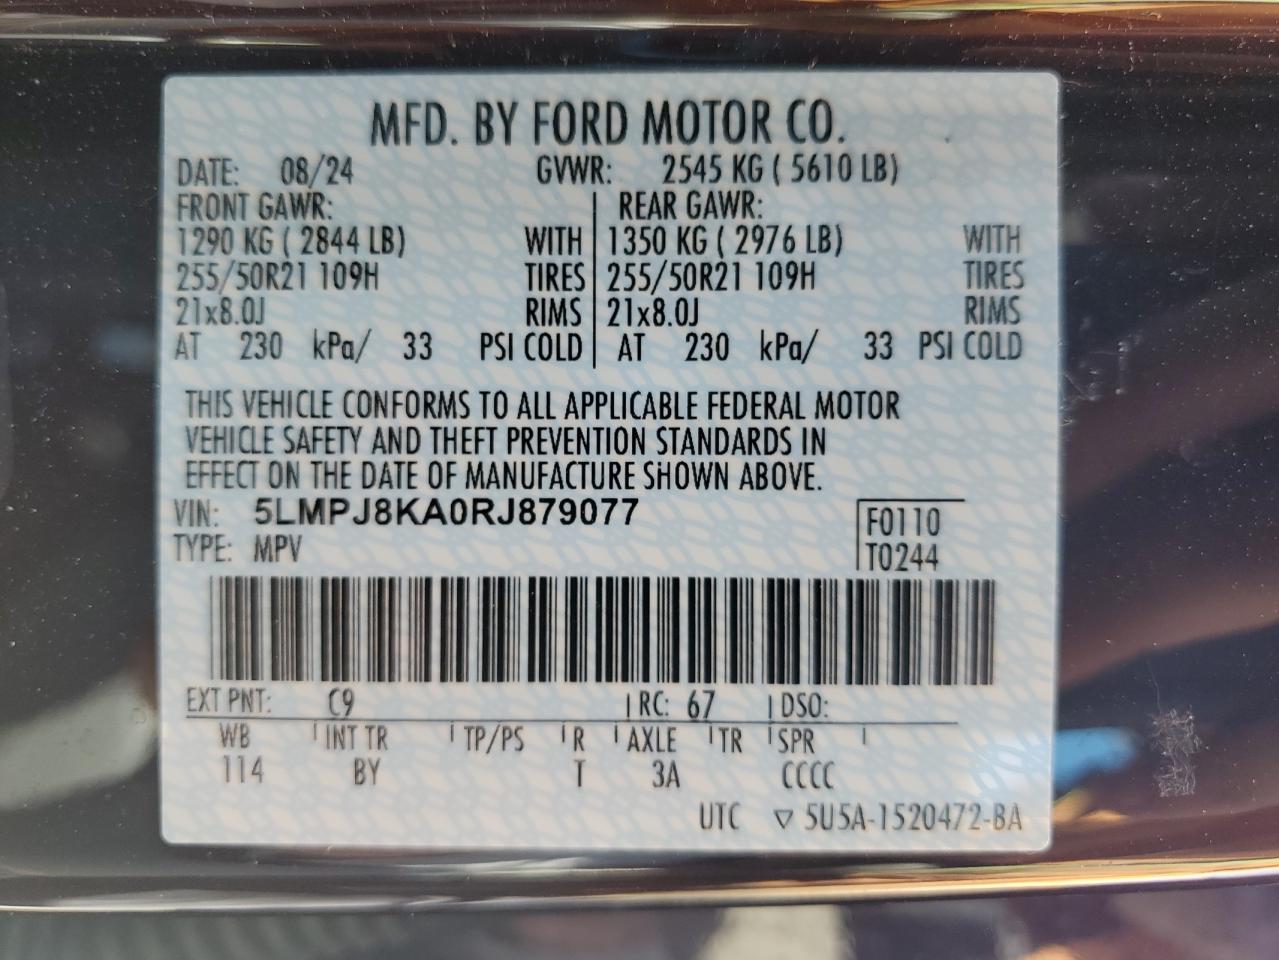 MFD. BY FORD MOTOR CO.
DATE: 08/24 GVWR: 2545 KG ( 5610 LB)
FRONT GAWR: REAR GAWR:
1290 KG ( 2844 LB) WITH 1350 KG ( 2976 LB) WITH
255/50R21 109H TIRES 255/50R21 109H TIRES
21x8.0J RIMS 21x8.0J RIMS
AT 230 kPa/ 33 PSI COLD AT 230 kPa/ 33 PSI COLD
THIS VEHICLE CONFORMS TO ALL APPLICABLE FEDERAL MOTOR
VEHICLE SAFETY AND THEFT PREVENTION STANDARDS IN
EFFECT ON THE DATE OF MANUFACTURE SHOWN ABOVE.
VIN: 5LMPJ8KA0RJ879077
TYPE: MPV
F0110
T0244
EXT PNT: C9 RC: 67 DSO:
WB INT TR TP/PS R AXLE TR SPR
114 BY T 3A CCCC
UTC ▽ 5U5A-1520472-BA